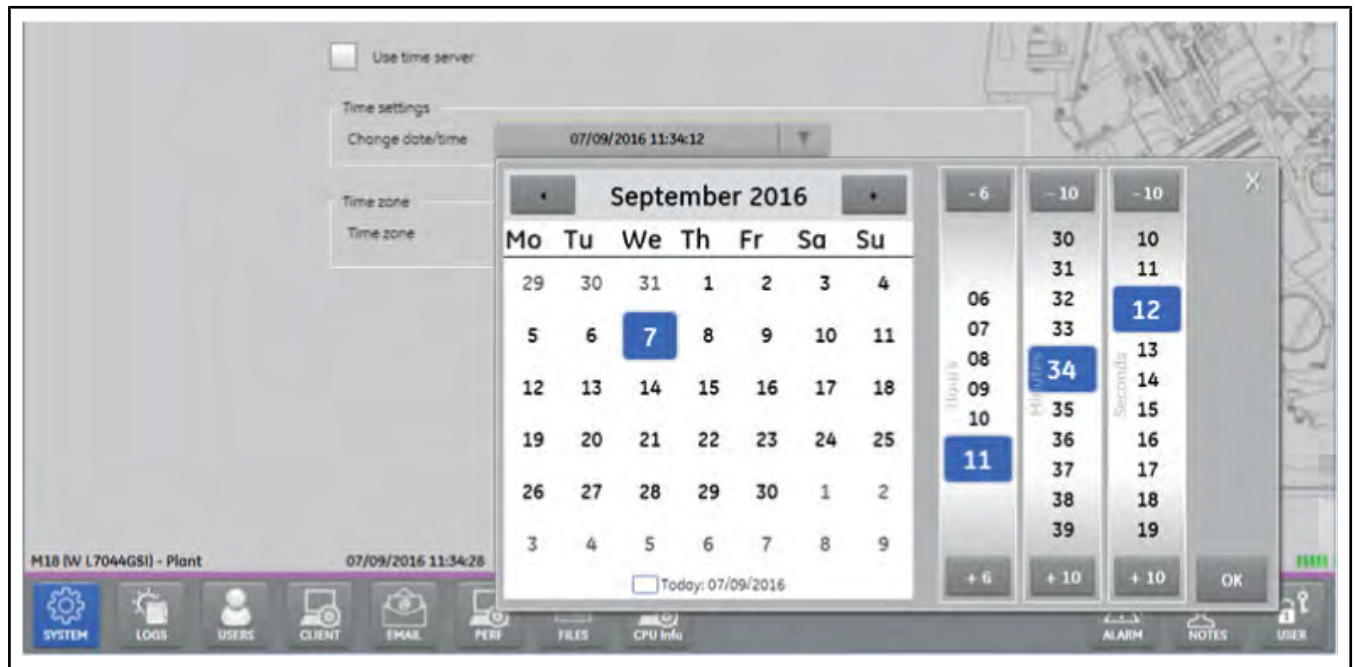 Use time server
Time settings
Change date/time 07/09/2016 11:34:12
Time zone
Time zone
September 2016
Mo Tu We Th Fr Sa Su
29 30 31 1 2 3 4
5 6 7 8 9 10 11
12 13 14 15 16 17 18
19 20 21 22 23 24 25
26 27 28 29 30 1 2
3 4 5 6 7 8 9
Today: 07/09/2016
- 6
06
07
08
09
10
11
Hours
+ 6
- 10
30
31
32
33
34
35
36
37
38
39
Minutes
+ 10
- 10
10
11
12
13
14
15
16
17
18
19
Seconds
+ 10
X
OK
M18 (W L7044GSI) - Plant 07/09/2016 11:34:28
SYSTEM LOGS USERS CLIENT EMAIL PERF FILES CPU Info ALARM NOTES USER